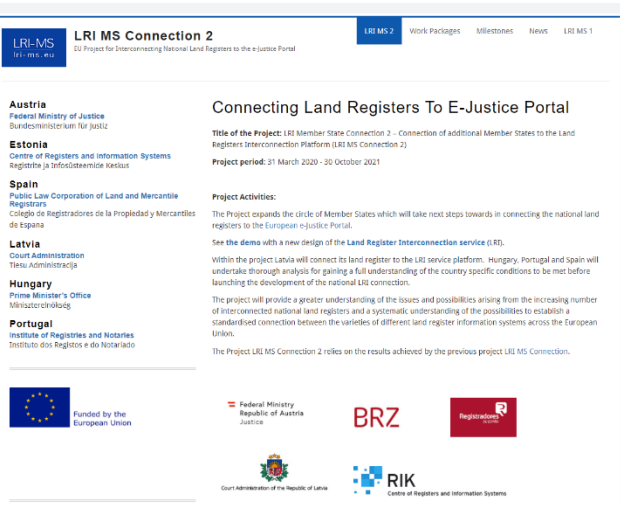 LRI-MS
lri-ms.eu
LRI MS Connection 2
EU Project for Interconnecting National Land Registers to the e-Justice Portal
LRI MS 2
Work Packages
Milestones
News
LRI MS 1
Austria
Federal Ministry of Justice
Bundesministerium für Justiz
Estonia
Centre of Registers and Information Systems
Registrite ja Infosüsteemide Keskus
Spain
Public Law Corporation of Land and Mercantile
Registrars
Colegio de Registradores de la Propiedad y Mercantiles
de Espana
Latvia
Court Administration
Tiesu Administracija
Hungary
Prime Minister's Office
Miniszterelnökség
Portugal
Institute of Registries and Notaries
Instituto dos Registos e do Notariado
Funded by the
European Union
Connecting Land Registers To E-Justice Portal
Title of the Project: LRI Member State Connection 2 – Connection of additional Member States to the Land
Registers Interconnection Platform (LRI MS Connection 2)
Project period: 31 March 2020 - 30 October 2021
Project Activities:
The Project expands the circle of Member States which will take next steps towards in connecting the national land
registers to the European e-Justice Portal.
See the demo with a new design of the Land Register Interconnection service (LRI).
Within the project Latvia will connect its land register to the LRI service platform. Hungary, Portugal and Spain will
undertake thorough analysis for gaining a full understanding of the country specific conditions to be met before
launching the development of the national LRI connection.
The project will provide a greater understanding of the issues and possibilities arising from the increasing number
of interconnected national land registers and a systematic understanding of the possibilities to establish a
standardised connection between the varieties of different land register information systems across the European
Union.
The Project LRI MS Connection 2 relies on the results achieved by the previous project LRI MS Connection.
Federal Ministry
Republic of Austria
Justice
BRZ
Registradores
Court Administration of the Republic of Latvia
RIK
Centre of Registers and Information Systems